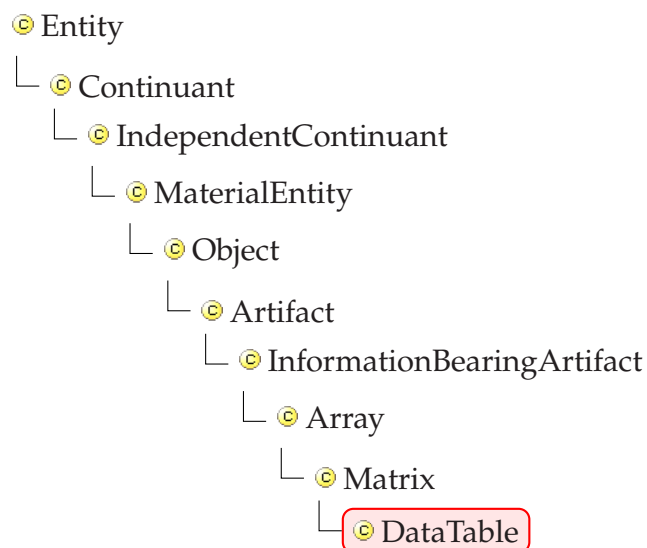 C Entity
C Continuant
C IndependentContinuant
C MaterialEntity
C Object
C Artifact
C InformationBearingArtifact
C Array
C Matrix
C DataTable